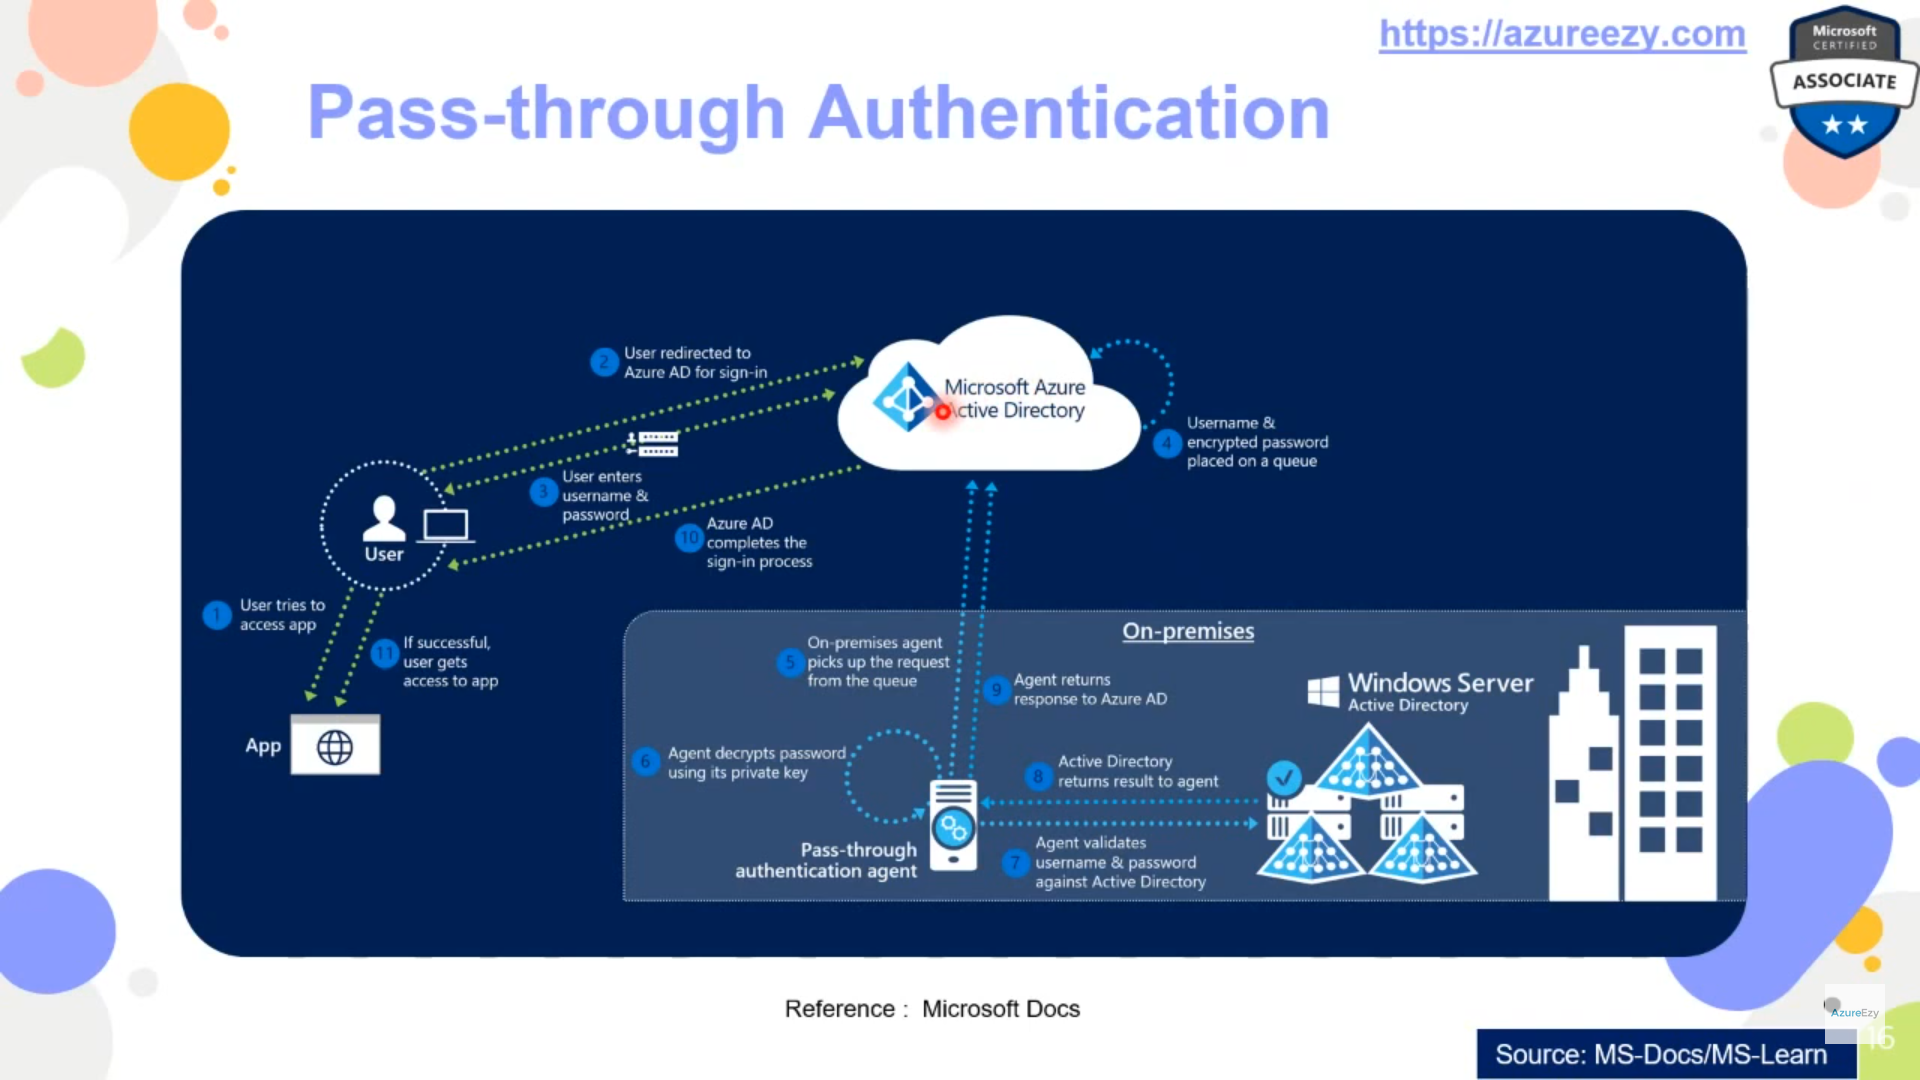 https://azureezy.com
Microsoft
CERTIFIED
ASSOCIATE
Pass-through Authentication
2
User redirected to
Azure AD for sign-in
Microsoft Azure
Active Directory
4
Username &
encrypted password
placed on a queue
3
User enters
username &
password
10
Azure AD
completes the
sign-in process
User
1
User tries to
access app
11
If successful,
user gets
access to app
App
On-premises
5
On-premises agent
picks up the request
from the queue
9
Agent returns
response to Azure AD
Windows Server
Active Directory
6
Agent decrypts password
using its private key
8
Active Directory
returns result to agent
Pass-through
authentication agent
7
Agent validates
username & password
against Active Directory
Reference : Microsoft Docs
AzureEzy
16
Source: MS-Docs/MS-Learn